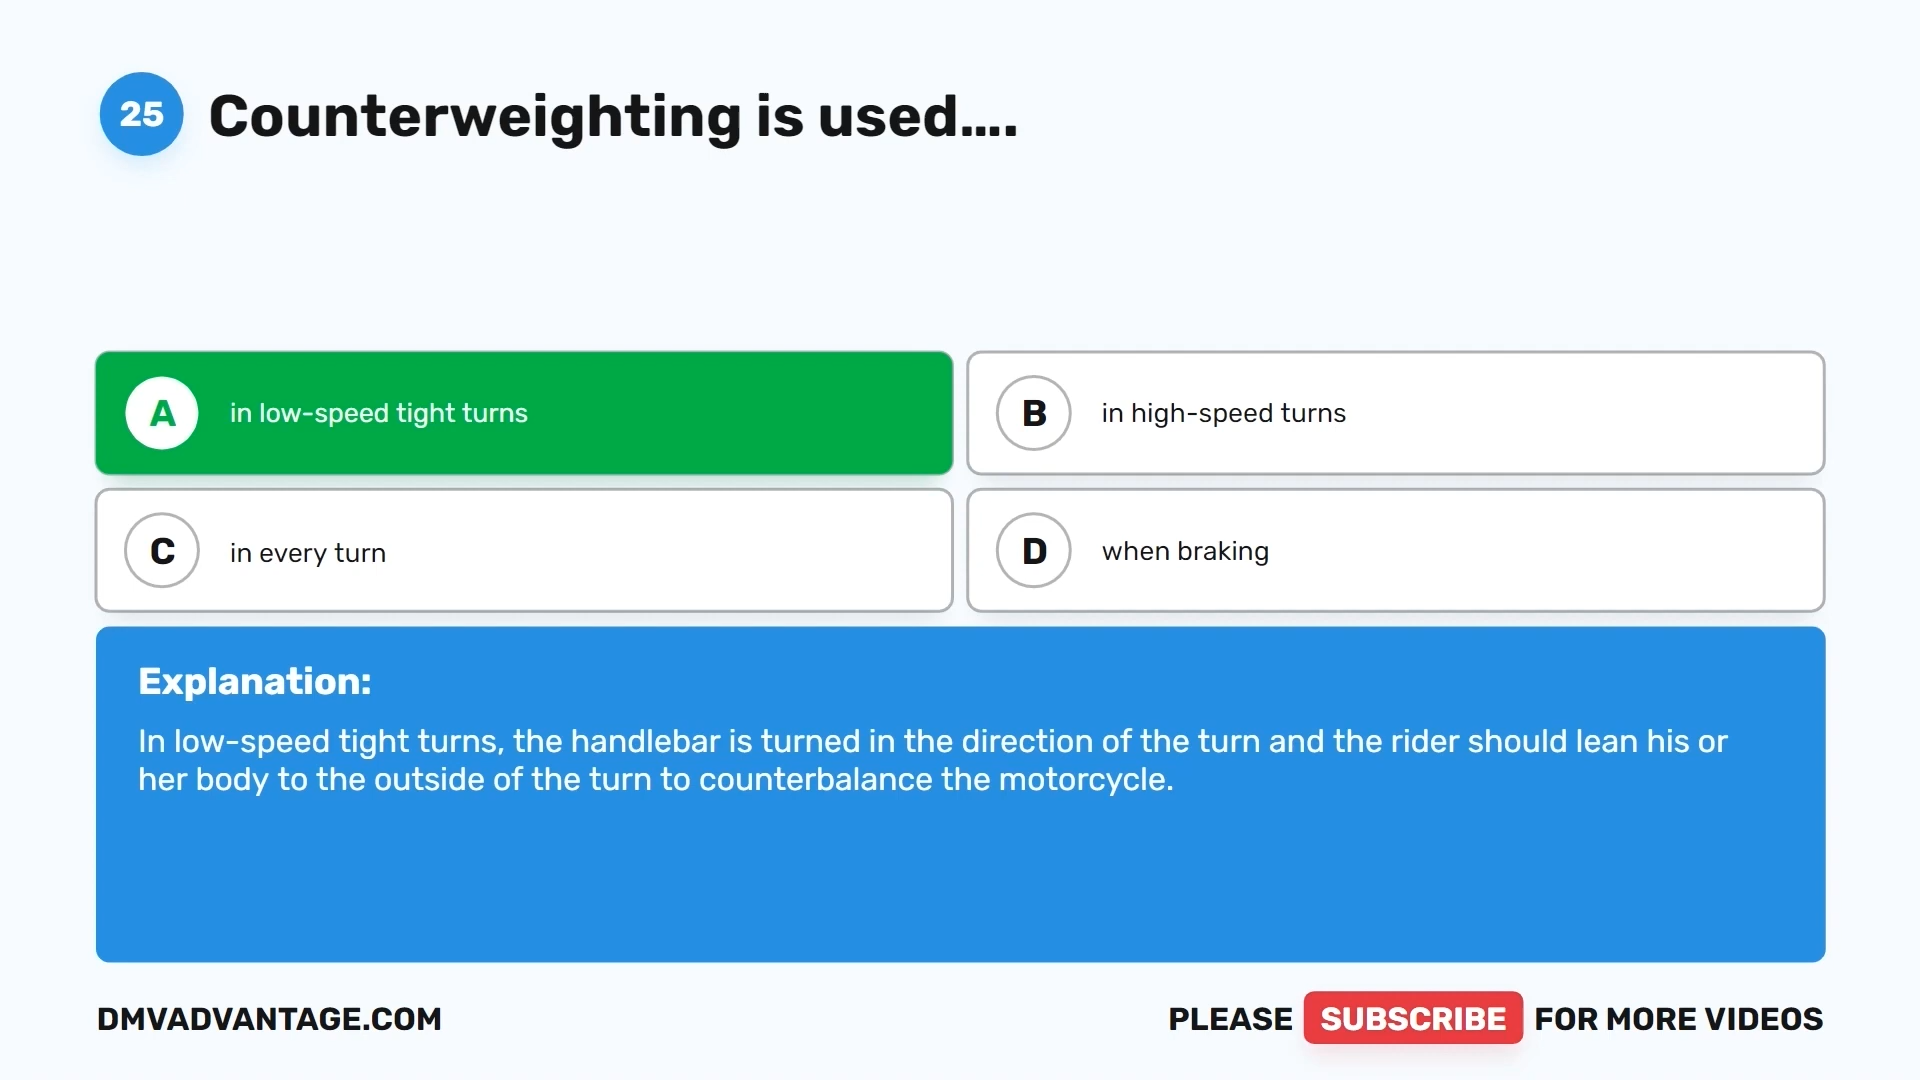 25
Counterweighting is used....
A
in low-speed tight turns
B
in high-speed turns
C
in every turn
D
when braking
Explanation:
In low-speed tight turns, the handlebar is turned in the direction of the turn and the rider should lean his or
her body to the outside of the turn to counterbalance the motorcycle.
DMVADVANTAGE.COM
PLEASE SUBSCRIBE FOR MORE VIDEOS